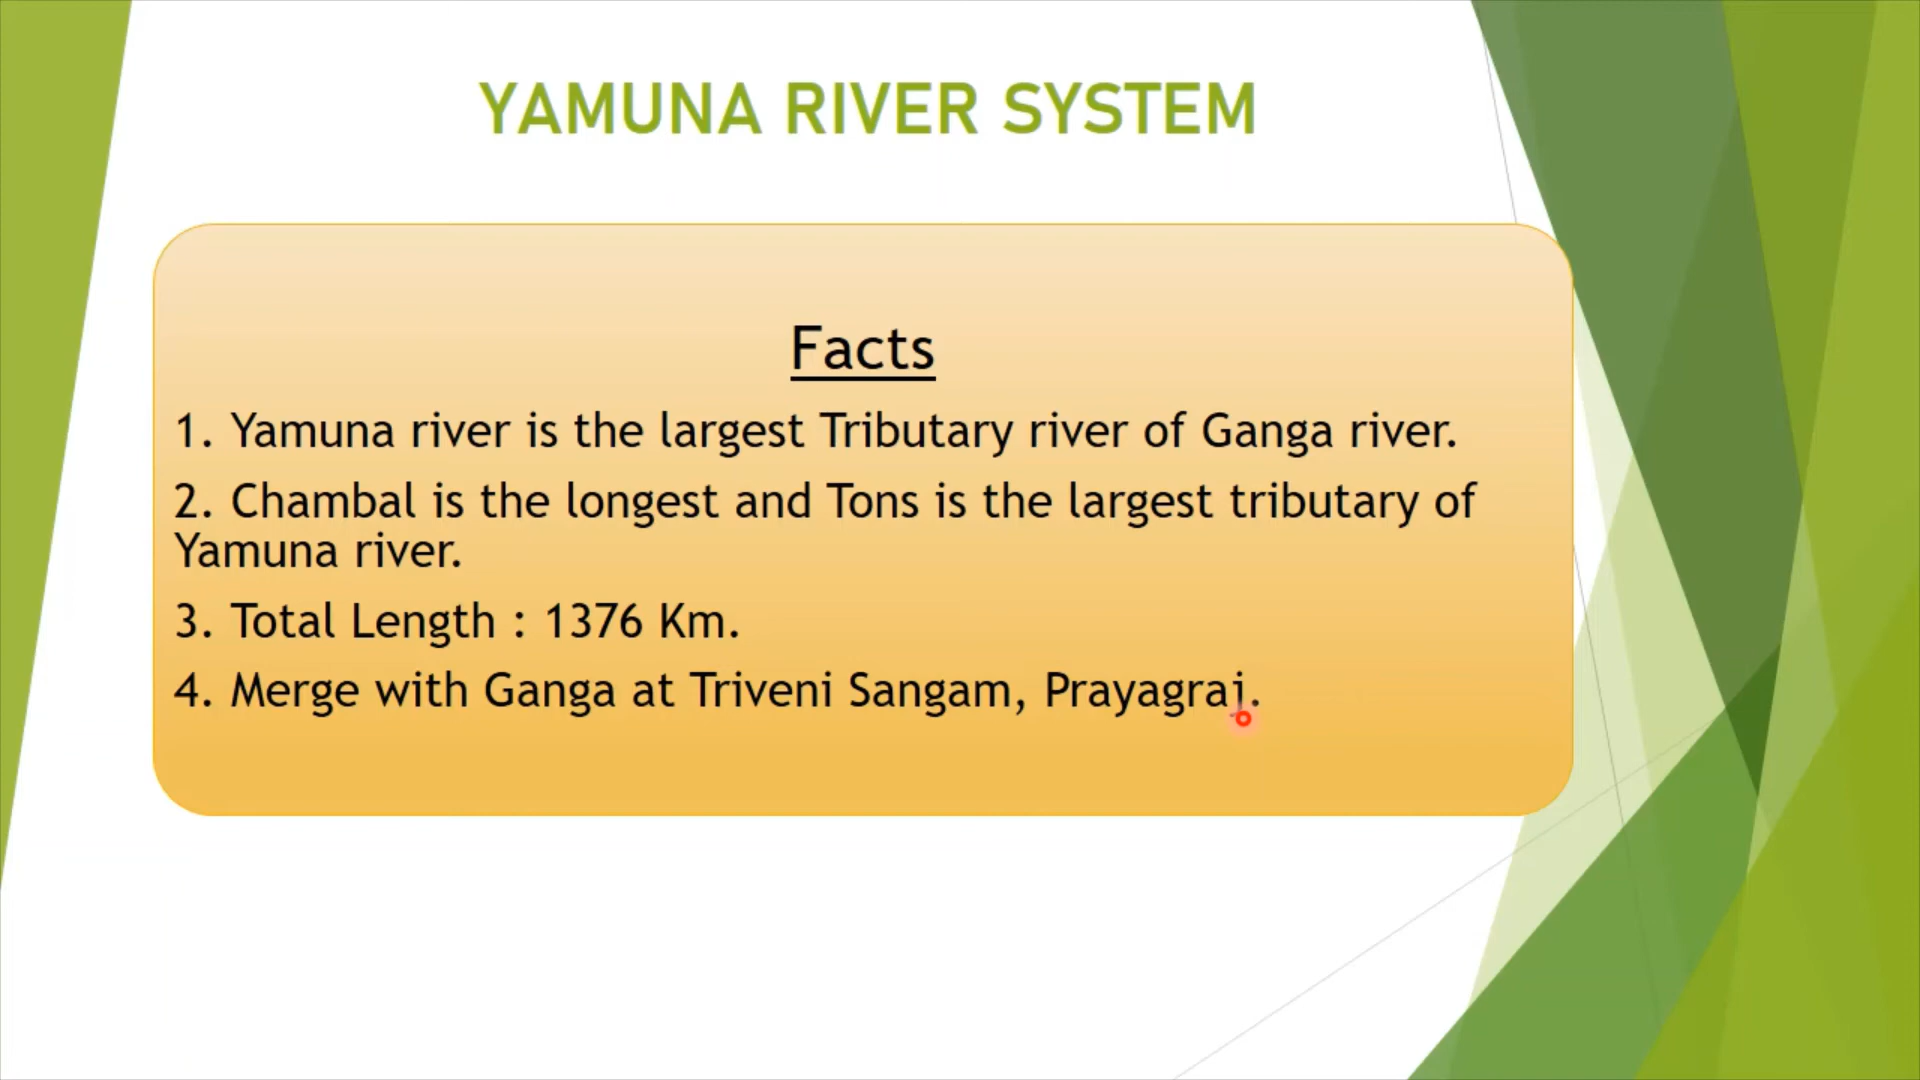 YAMUNA RIVER SYSTEM
Facts
1. Yamuna river is the largest Tributary river of Ganga river.
2. Chambal is the longest and Tons is the largest tributary of
Yamuna river.
3. Total Length : 1376 Km.
4. Merge with Ganga at Triveni Sangam, Prayagraj.